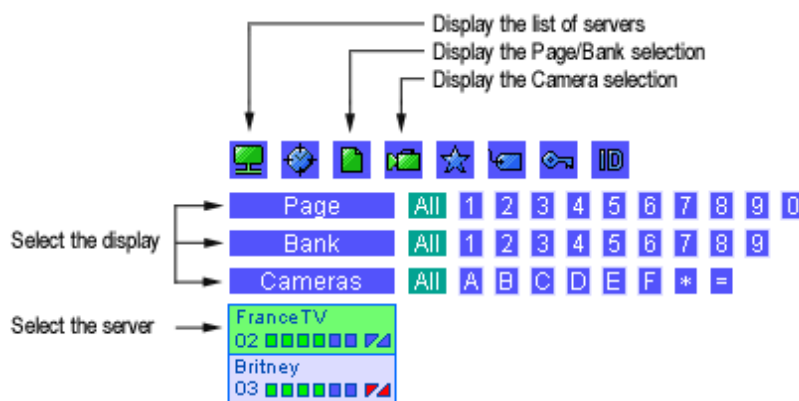 Display the list of servers
Display the Page/Bank selection
Display the Camera selection
ID
Page All 1 2 3 4 5 6 7 8 9 0
Select the display
Bank All 1 2 3 4 5 6 7 8 9
Cameras All A B C D E F * =
Select the server
FranceTV
02
Britney
03